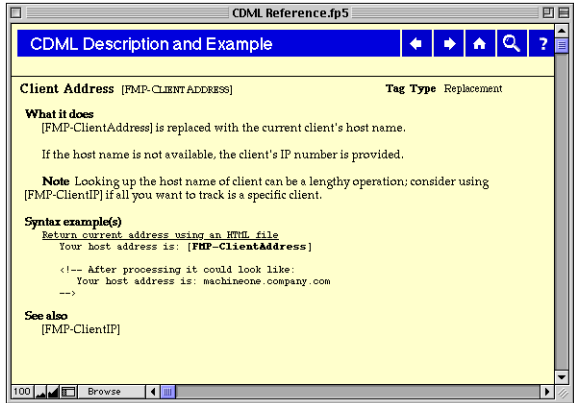 CDML Reference.fp5
CDML Description and Example
?
Client Address [FMP-CLIENT ADDRESS] Tag Type Replacement
What it does
[FMP-ClientAddress] is replaced with the current client's host name.
If the host name is not available, the client's IP number is provided.
Note Looking up the host name of client can be a lengthy operation; consider using
[FMP-ClientIP] if all you want to track is a specific client.
Syntax example(s)
Return current address using an HTML file
Your host address is: [FMP-ClientAddress]
<!-- After processing it could look like:
Your host address is: machineone.company.com
-->
See also
[FMP-ClientIP]
100 Browse